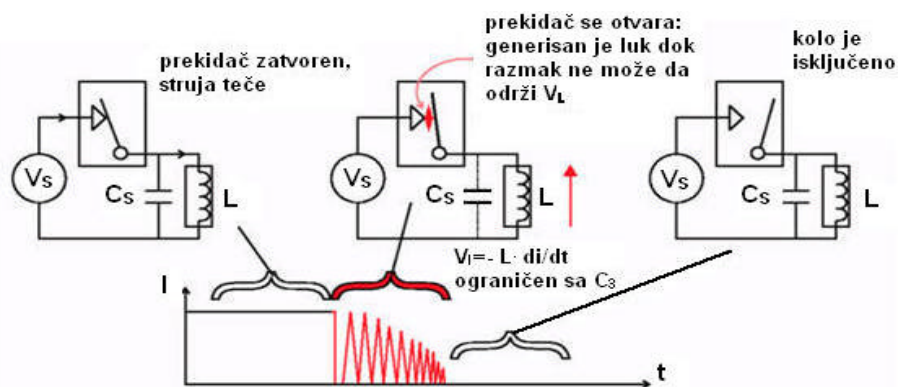 prekidač zatvoren,
struja teče
prekidač se otvara:
generisan je luk dok
razmak ne može da
održi VL
kolo je
isključeno
VS
CS
L
VS
CS
L
VS
CS
L
Vl=- L· di/dt
ograničen sa C3
I
t